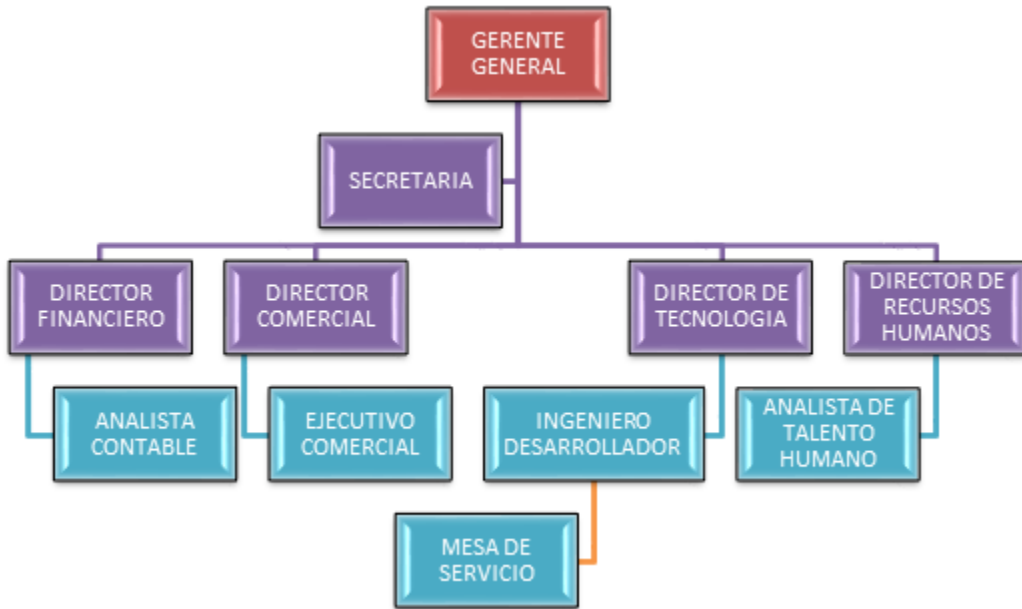 GERENTE
GENERAL
SECRETARIA
DIRECTOR
FINANCIERO
DIRECTOR
COMERCIAL
DIRECTOR DE
TECNOLOGIA
DIRECTOR DE
RECURSOS
HUMANOS
ANALISTA
CONTABLE
EJECUTIVO
COMERCIAL
INGENIERO
DESARROLLADOR
ANALISTA DE
TALENTO
HUMANO
MESA DE
SERVICIO